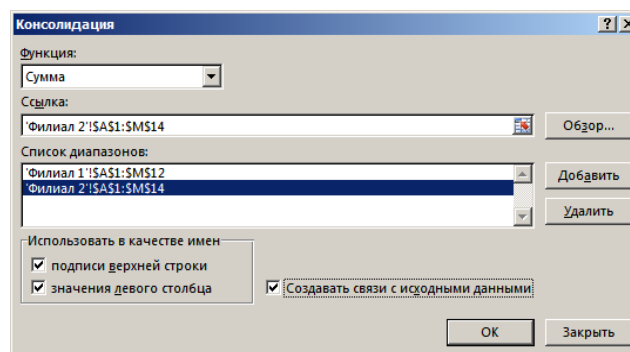 Консолидация
Функция:
Сумма
Ссылка:
'Филиал 2'!$A$1:$M$14
Обзор...
Список диапазонов:
'Филиал 1'!$A$1:$M$12
'Филиал 2'!$A$1:$M$14
Добавить
Удалить
Использовать в качестве имен
подписи верхней строки
значения левого столбца
Создавать связи с исходными данными
ОК
Закрыть